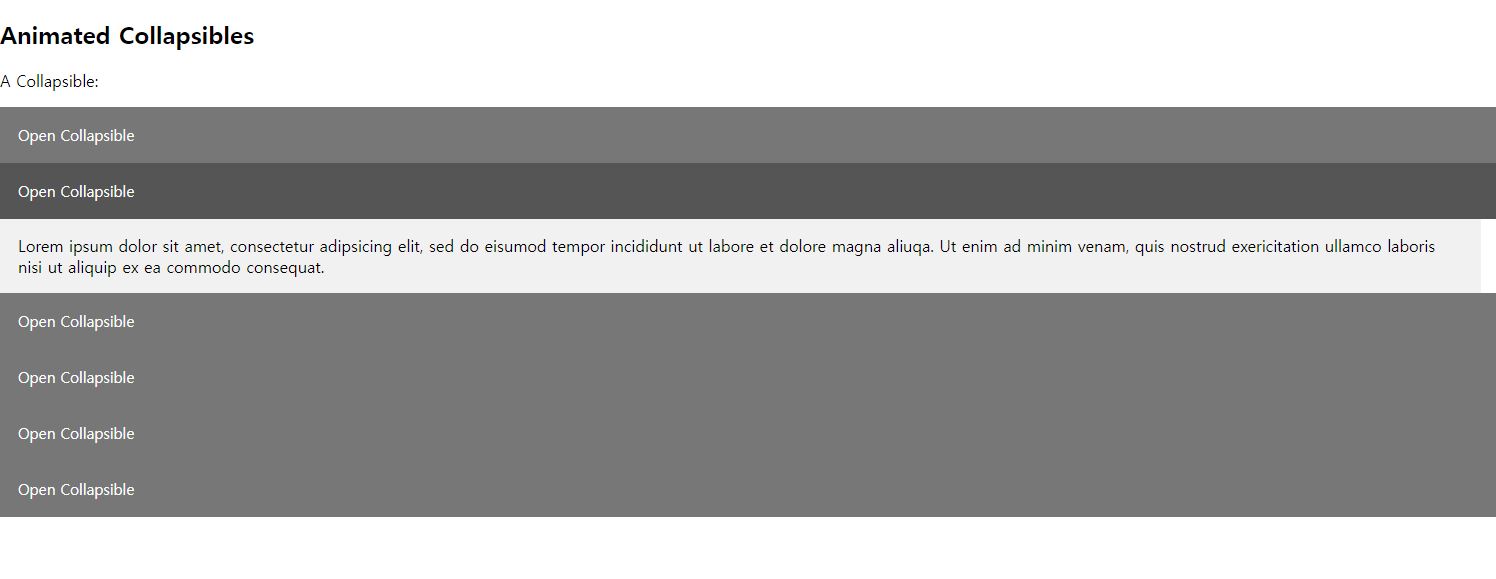 Animated Collapsibles
A Collapsible:
Open Collapsible
Open Collapsible
Lorem ipsum dolor sit amet, consectetur adipsicing elit, sed do eisumod tempor incididunt ut labore et dolore magna aliuqa. Ut enim ad minim venam, quis nostrud exericitation ullamco laboris
nisi ut aliquip ex ea commodo consequat.
Open Collapsible
Open Collapsible
Open Collapsible
Open Collapsible